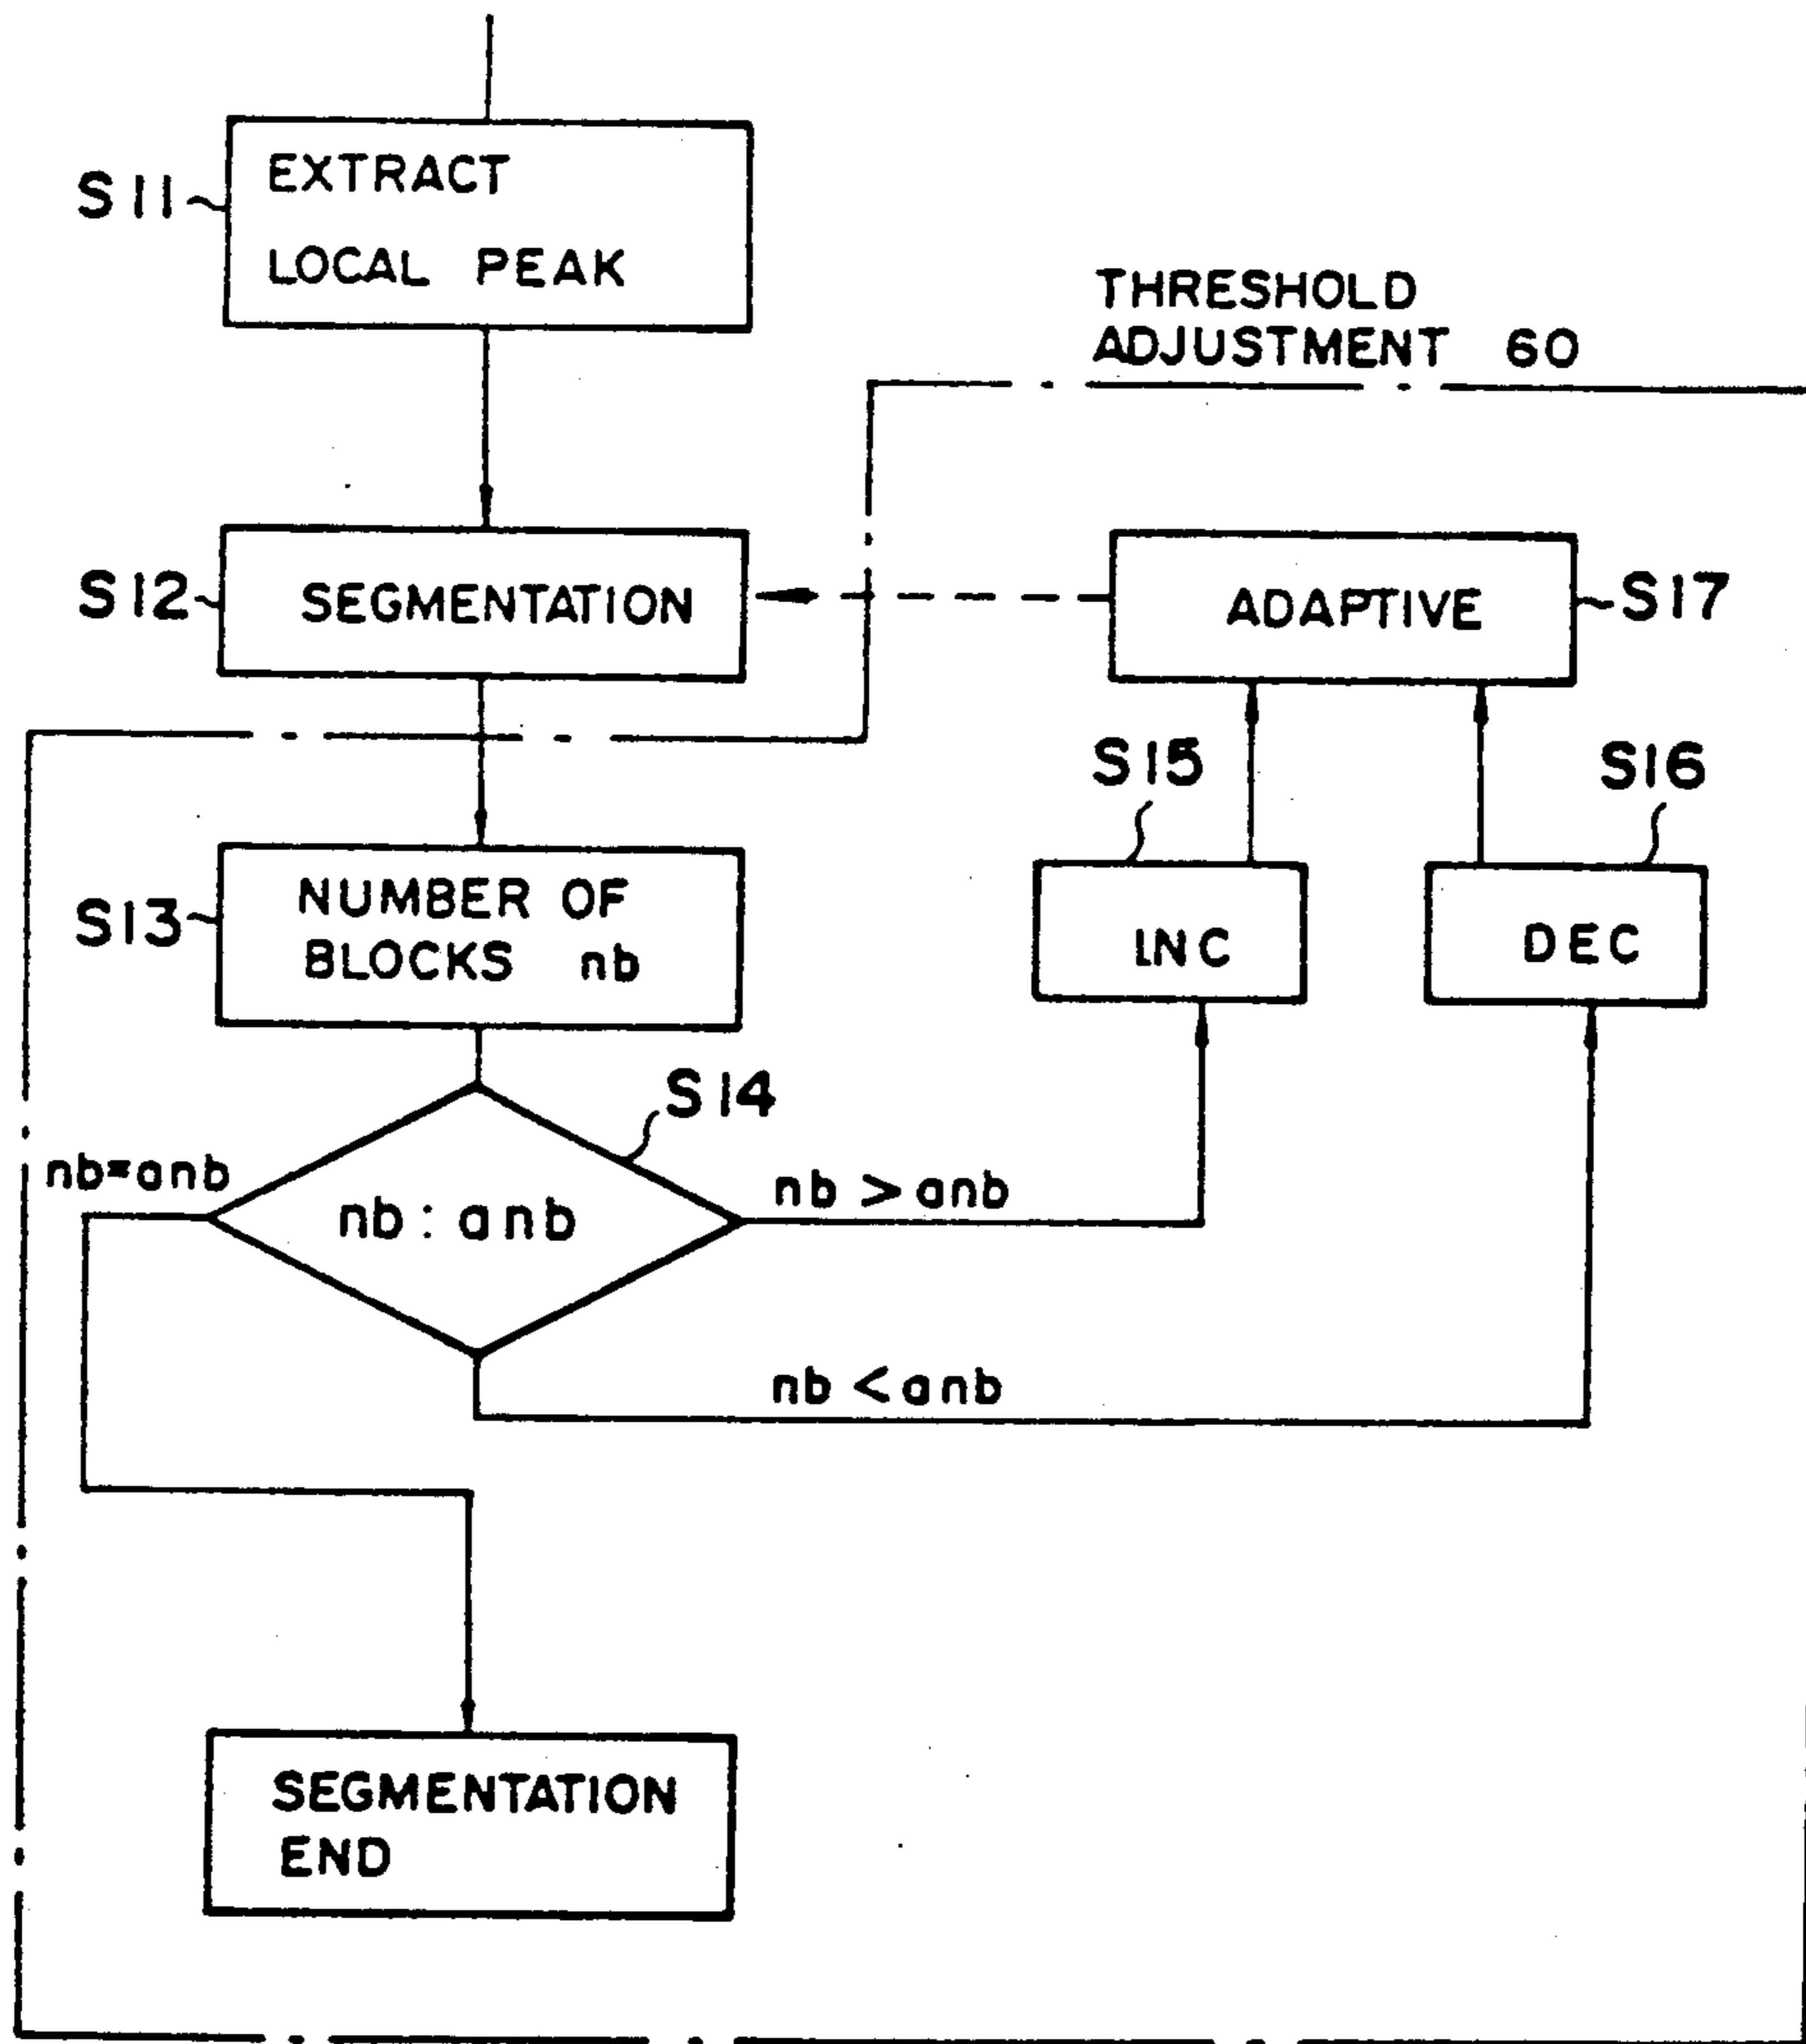 S11
EXTRACT
LOCAL PEAK
THRESHOLD
ADJUSTMENT 60
S12
SEGMENTATION
ADAPTIVE
S17
S13
NUMBER OF
BLOCKS nb
S15
INC
S16
DEC
S14
nb=anb
nb : anb
nb > anb
nb < anb
SEGMENTATION
END